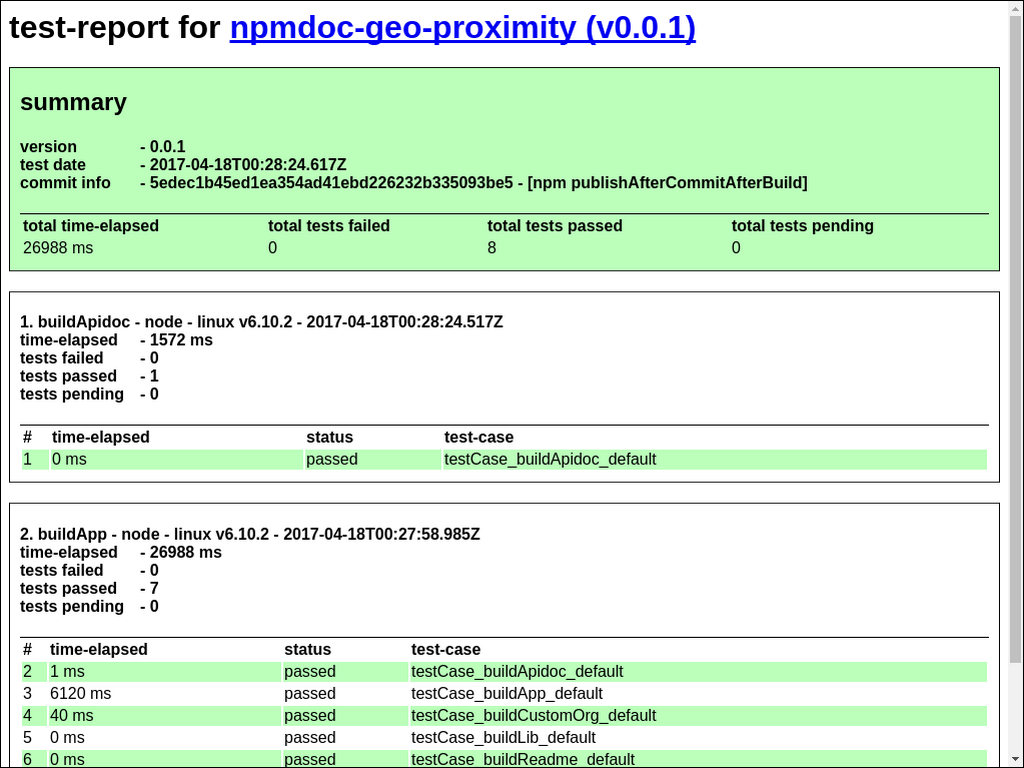 test-report for npmdoc-geo-proximity (v0.0.1)
summary
version - 0.0.1
test date - 2017-04-18T00:28:24.617Z
commit info - 5edec1b45ed1ea354ad41ebd226232b335093be5 - [npm publishAfterCommitAfterBuild]
total time-elapsed total tests failed total tests passed total tests pending
26988 ms 0 8 0
1. buildApidoc - node - linux v6.10.2 - 2017-04-18T00:28:24.517Z
time-elapsed - 1572 ms
tests failed - 0
tests passed - 1
tests pending - 0
# time-elapsed status test-case
1 0 ms passed testCase_buildApidoc_default
2. buildApp - node - linux v6.10.2 - 2017-04-18T00:27:58.985Z
time-elapsed - 26988 ms
tests failed - 0
tests passed - 7
tests pending - 0
# time-elapsed status test-case
2 1 ms passed testCase_buildApidoc_default
3 6120 ms passed testCase_buildApp_default
4 40 ms passed testCase_buildCustomOrg_default
5 0 ms passed testCase_buildLib_default
6 0 ms passed testCase_buildReadme_default